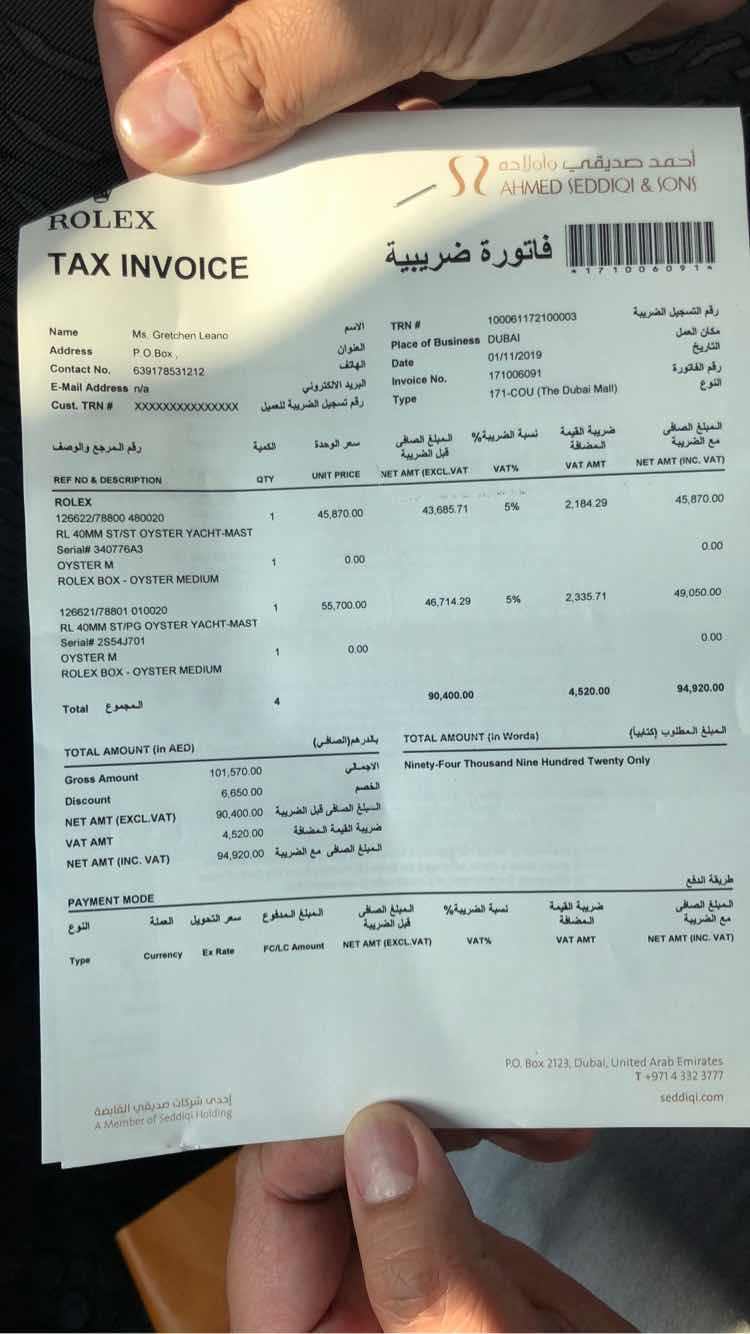 أحمد صديقي وأولاده
AHMED SEDDIQI & SONS
ROLEX
TAX INVOICE فاتورة ضريبية
*171006091*
Name Ms. Gretchen Leano الاسم
Address P.O.Box , العنوان
Contact No. 639178531212 الهاتف
E-Mail Address n/a البريد الالكتروني
Cust. TRN # XXXXXXXXXXXXXXX رقم تسجيل الضريبة للعميل
TRN # 100061172100003 رقم التسجيل الضريبة
Place of Business DUBAI مكان العمل
Date 01/11/2019 التاريخ
Invoice No. 171006091 رقم الفاتورة
Type 171-COU (The Dubai Mall) النوع
رقم المرجع والوصف الكمية سعر الوحدة المبلغ الصافي قبل الضريبة نسبة الضريبة% ضريبة القيمة المضافة المبلغ الصافي مع الضريبة
REF NO & DESCRIPTION QTY UNIT PRICE NET AMT (EXCL.VAT VAT% VAT AMT NET AMT (INC. VAT)
ROLEX
126622/78800 480020 1 45,870.00 43,685.71 5% 2,184.29 45,870.00
RL 40MM ST/ST OYSTER YACHT-MAST
Serial# 340776A3
OYSTER M 1 0.00 0.00
ROLEX BOX - OYSTER MEDIUM
126621/78801 010020 1 55,700.00 46,714.29 5% 2,335.71 49,050.00
RL 40MM ST/PG OYSTER YACHT-MAST
Serial# 2S54J701
OYSTER M 1 0.00 0.00
ROLEX BOX - OYSTER MEDIUM
Total المجموع 4 90,400.00 4,520.00 94,920.00
TOTAL AMOUNT (in AED) بالدرهم(الصافي)
Gross Amount 101,570.00 الاجمالي
Discount 6,650.00 الخصم
NET AMT (EXCL.VAT) 90,400.00 المبلغ الصافى قبل الضريبة
VAT AMT 4,520.00 ضريبة القيمة المضافة
NET AMT (INC. VAT) 94,920.00 المبلغ الصافى مع الضريبة
TOTAL AMOUNT (in Words) المبلغ المطلوب (كتابياً)
Ninety-Four Thousand Nine Hundred Twenty Only
PAYMENT MODE طريقة الدفع
النوع العملة سعر التحويل المبلغ المدفوع المبلغ الصافى قبل الضريبة نسبة الضريبة% ضريبة القيمة المضافة المبلغ الصافى مع الضريبة
Type Currency Ex Rate FC/LC Amount NET AMT (EXCL.VAT) VAT% VAT AMT NET AMT (INC. VAT)
P.O. Box 2123, Dubai, United Arab Emirates
T +971 4 332 3777
seddiqi.com
إحدى شركات صديقي القابضة
A Member of Seddiqi Holding